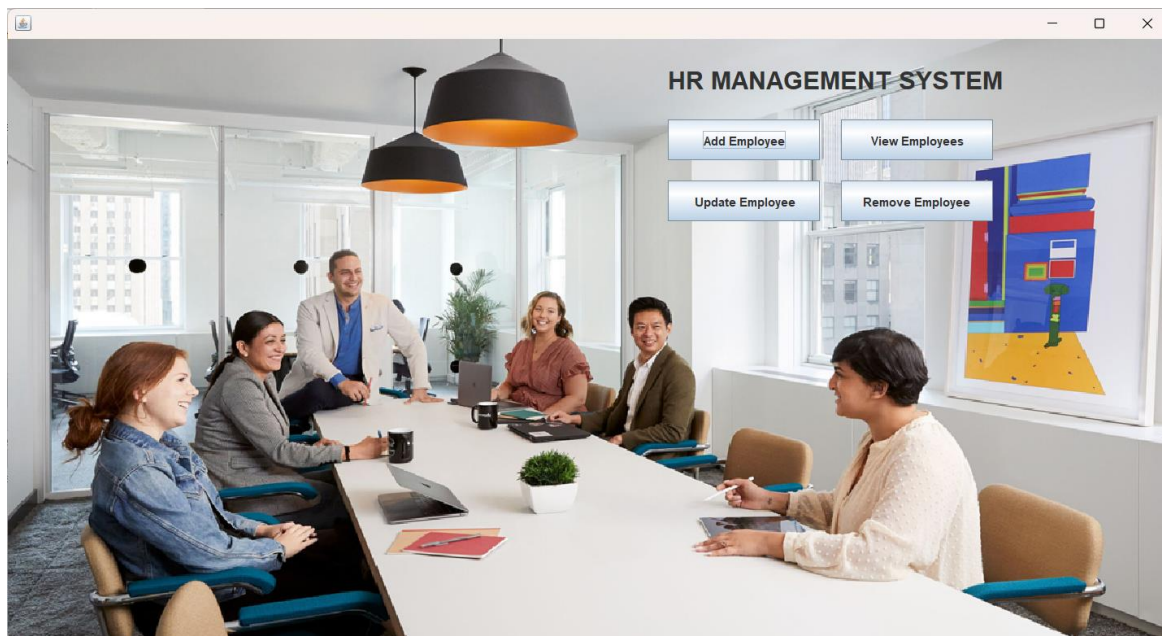 HR MANAGEMENT SYSTEM
Add Employee
View Employees
Update Employee
Remove Employee